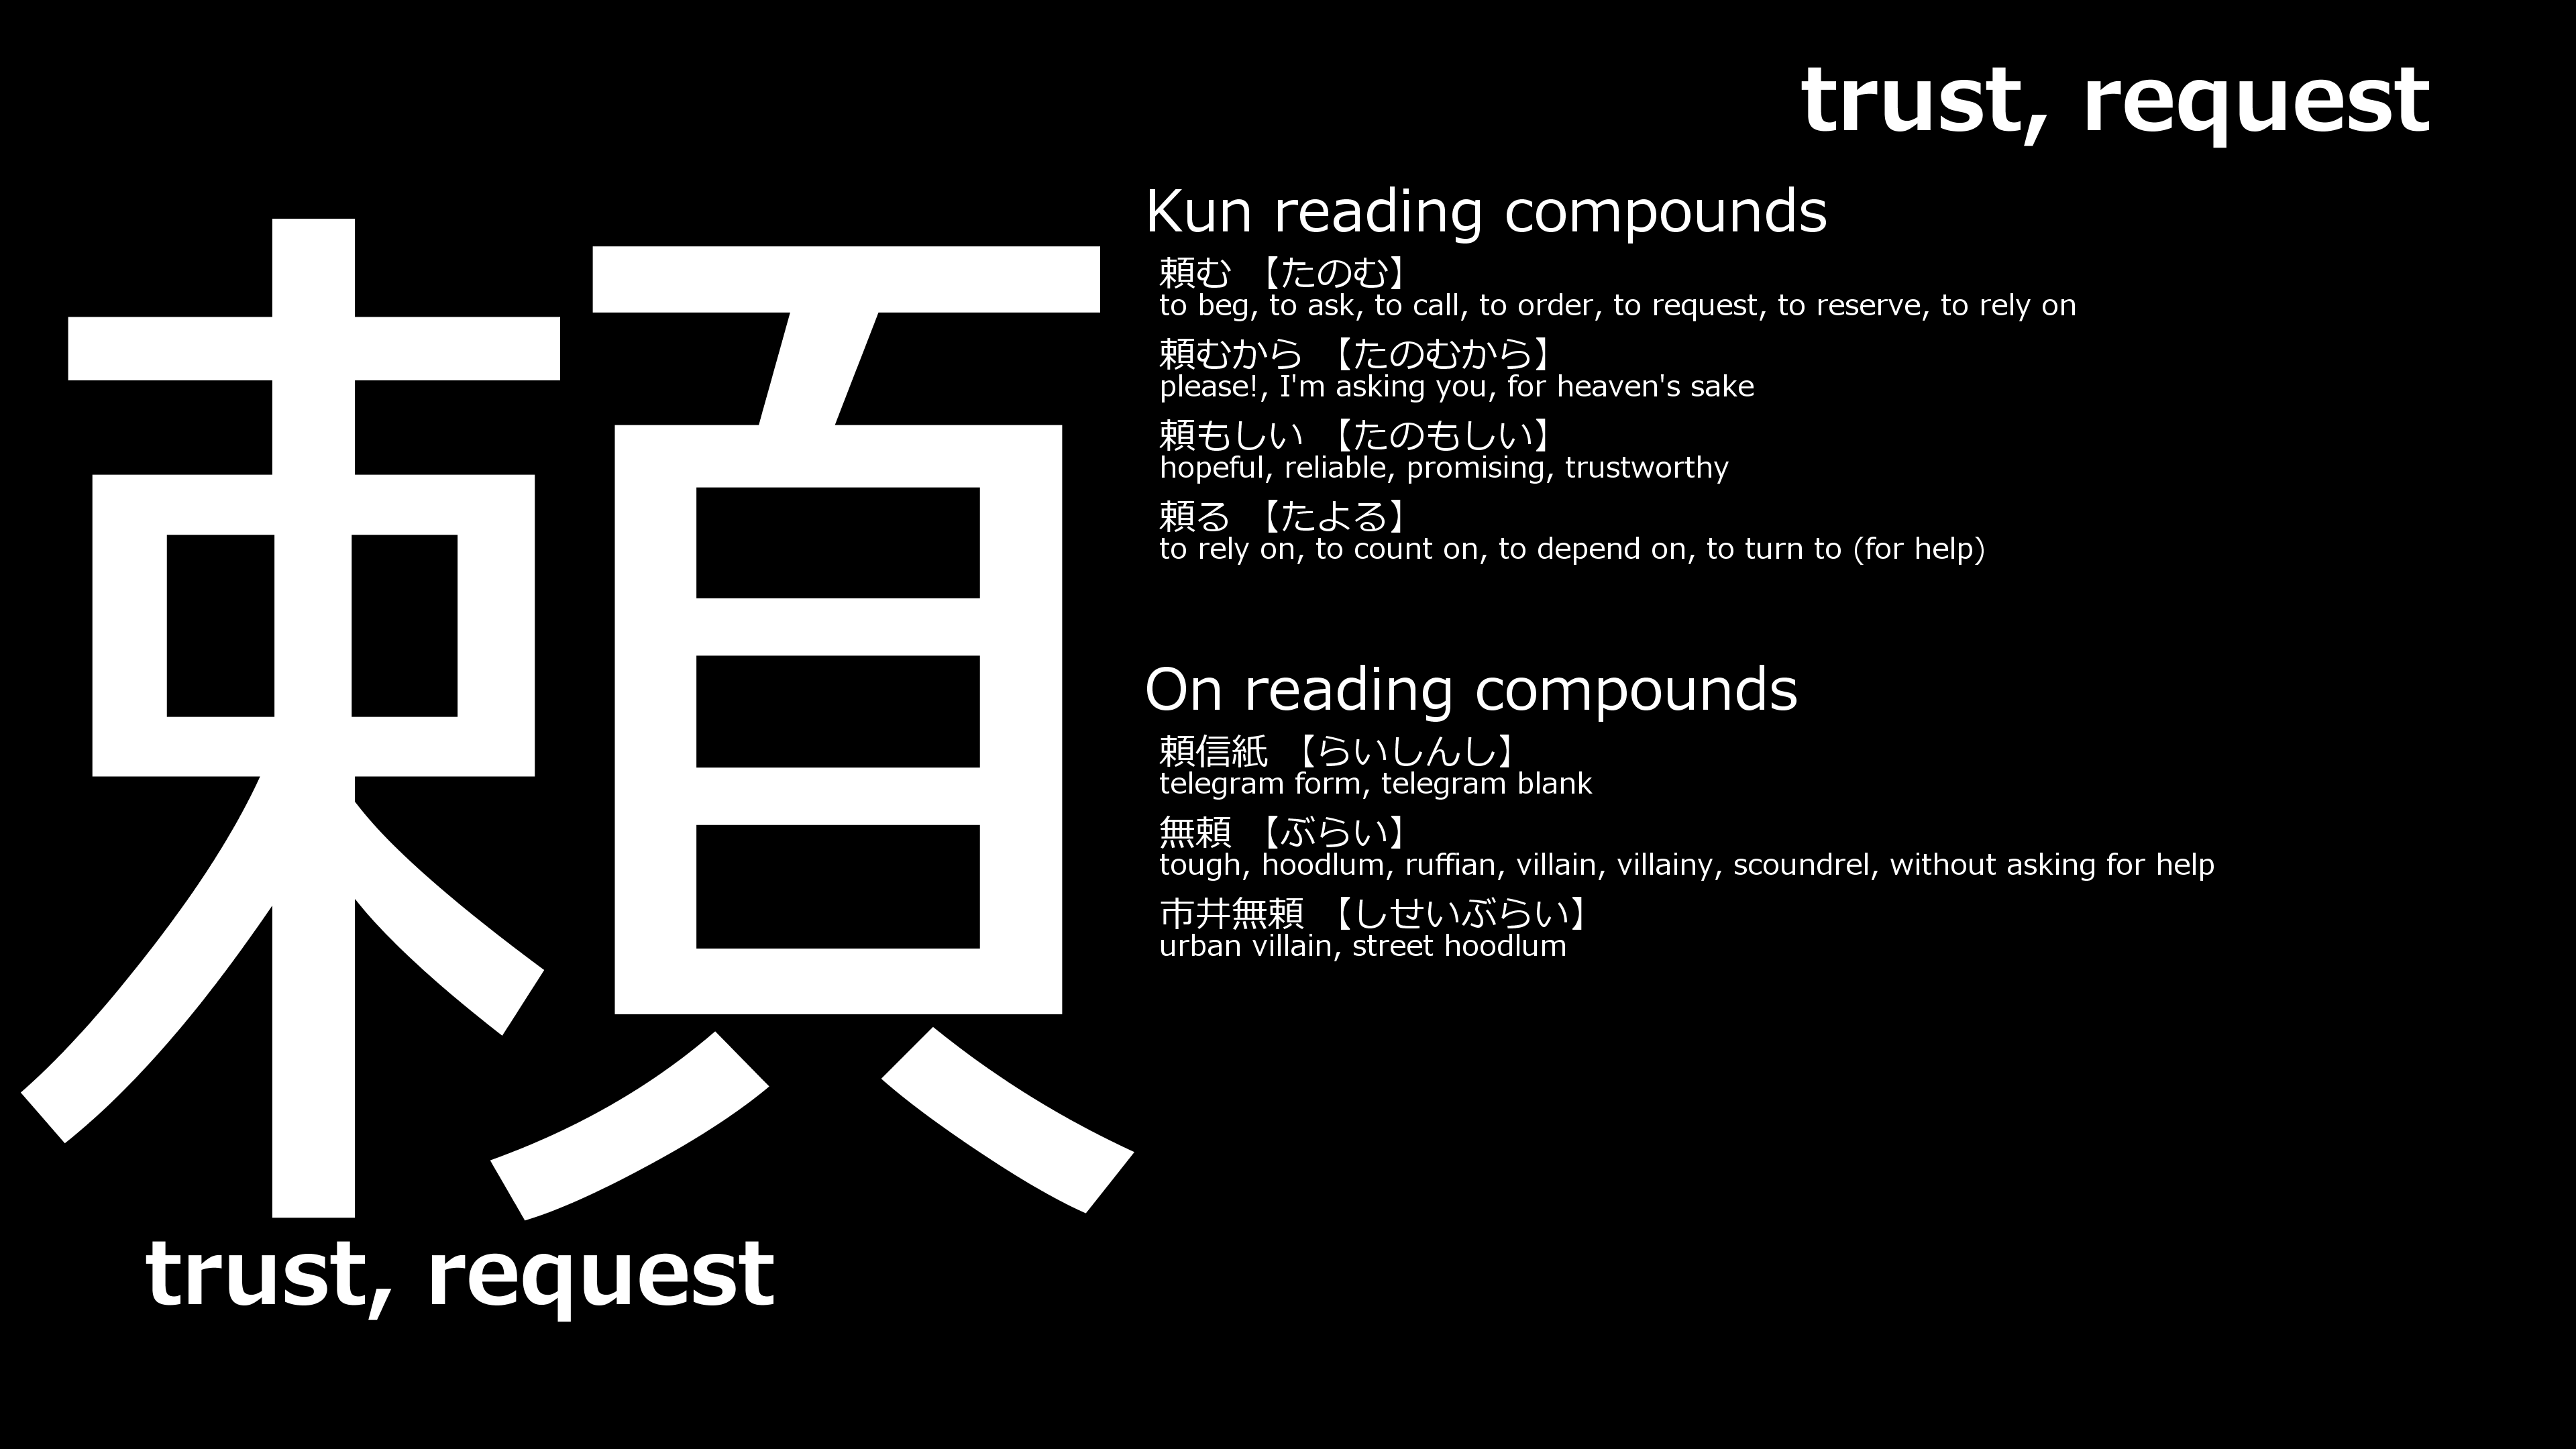 trust, request
頼
Kun reading compounds
頼む 【たのむ】
to beg, to ask, to call, to order, to request, to reserve, to rely on
頼むから 【たのむから】
please!, I'm asking you, for heaven's sake
頼もしい 【たのもしい】
hopeful, reliable, promising, trustworthy
頼る 【たよる】
to rely on, to count on, to depend on, to turn to (for help)
On reading compounds
頼信紙 【らいしんし】
telegram form, telegram blank
無頼 【ぶらい】
tough, hoodlum, ruffian, villain, villainy, scoundrel, without asking for help
市井無頼 【しせいぶらい】
urban villain, street hoodlum
trust, request